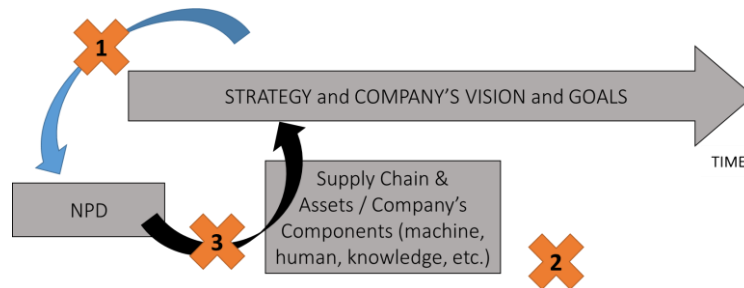 1
STRATEGY and COMPANY'S VISION and GOALS
TIME
NPD
3
Supply Chain &
Assets / Company's
Components (machine,
human, knowledge, etc.)
2